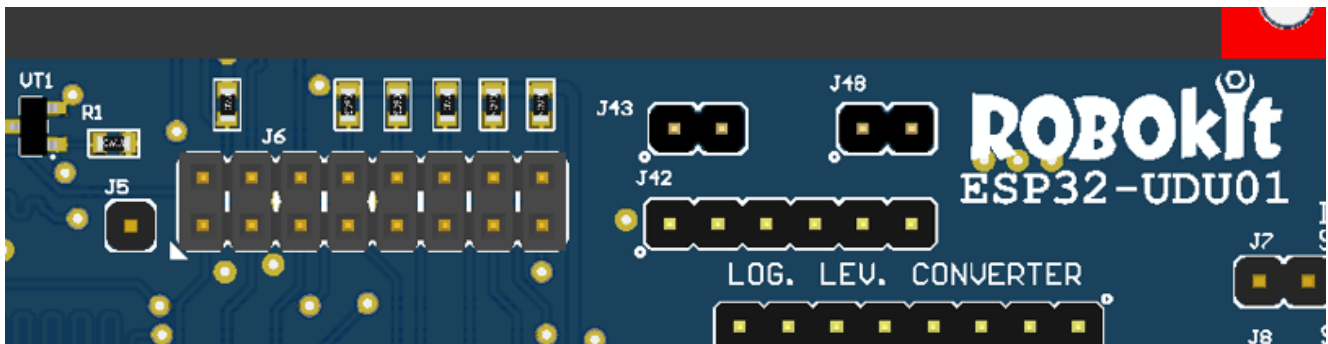 VT1
R1
J6
J5
J43
J48
J42
ROBOkit
ESP32-UDU01
LOG. LEV. CONVERTER
J7
J8